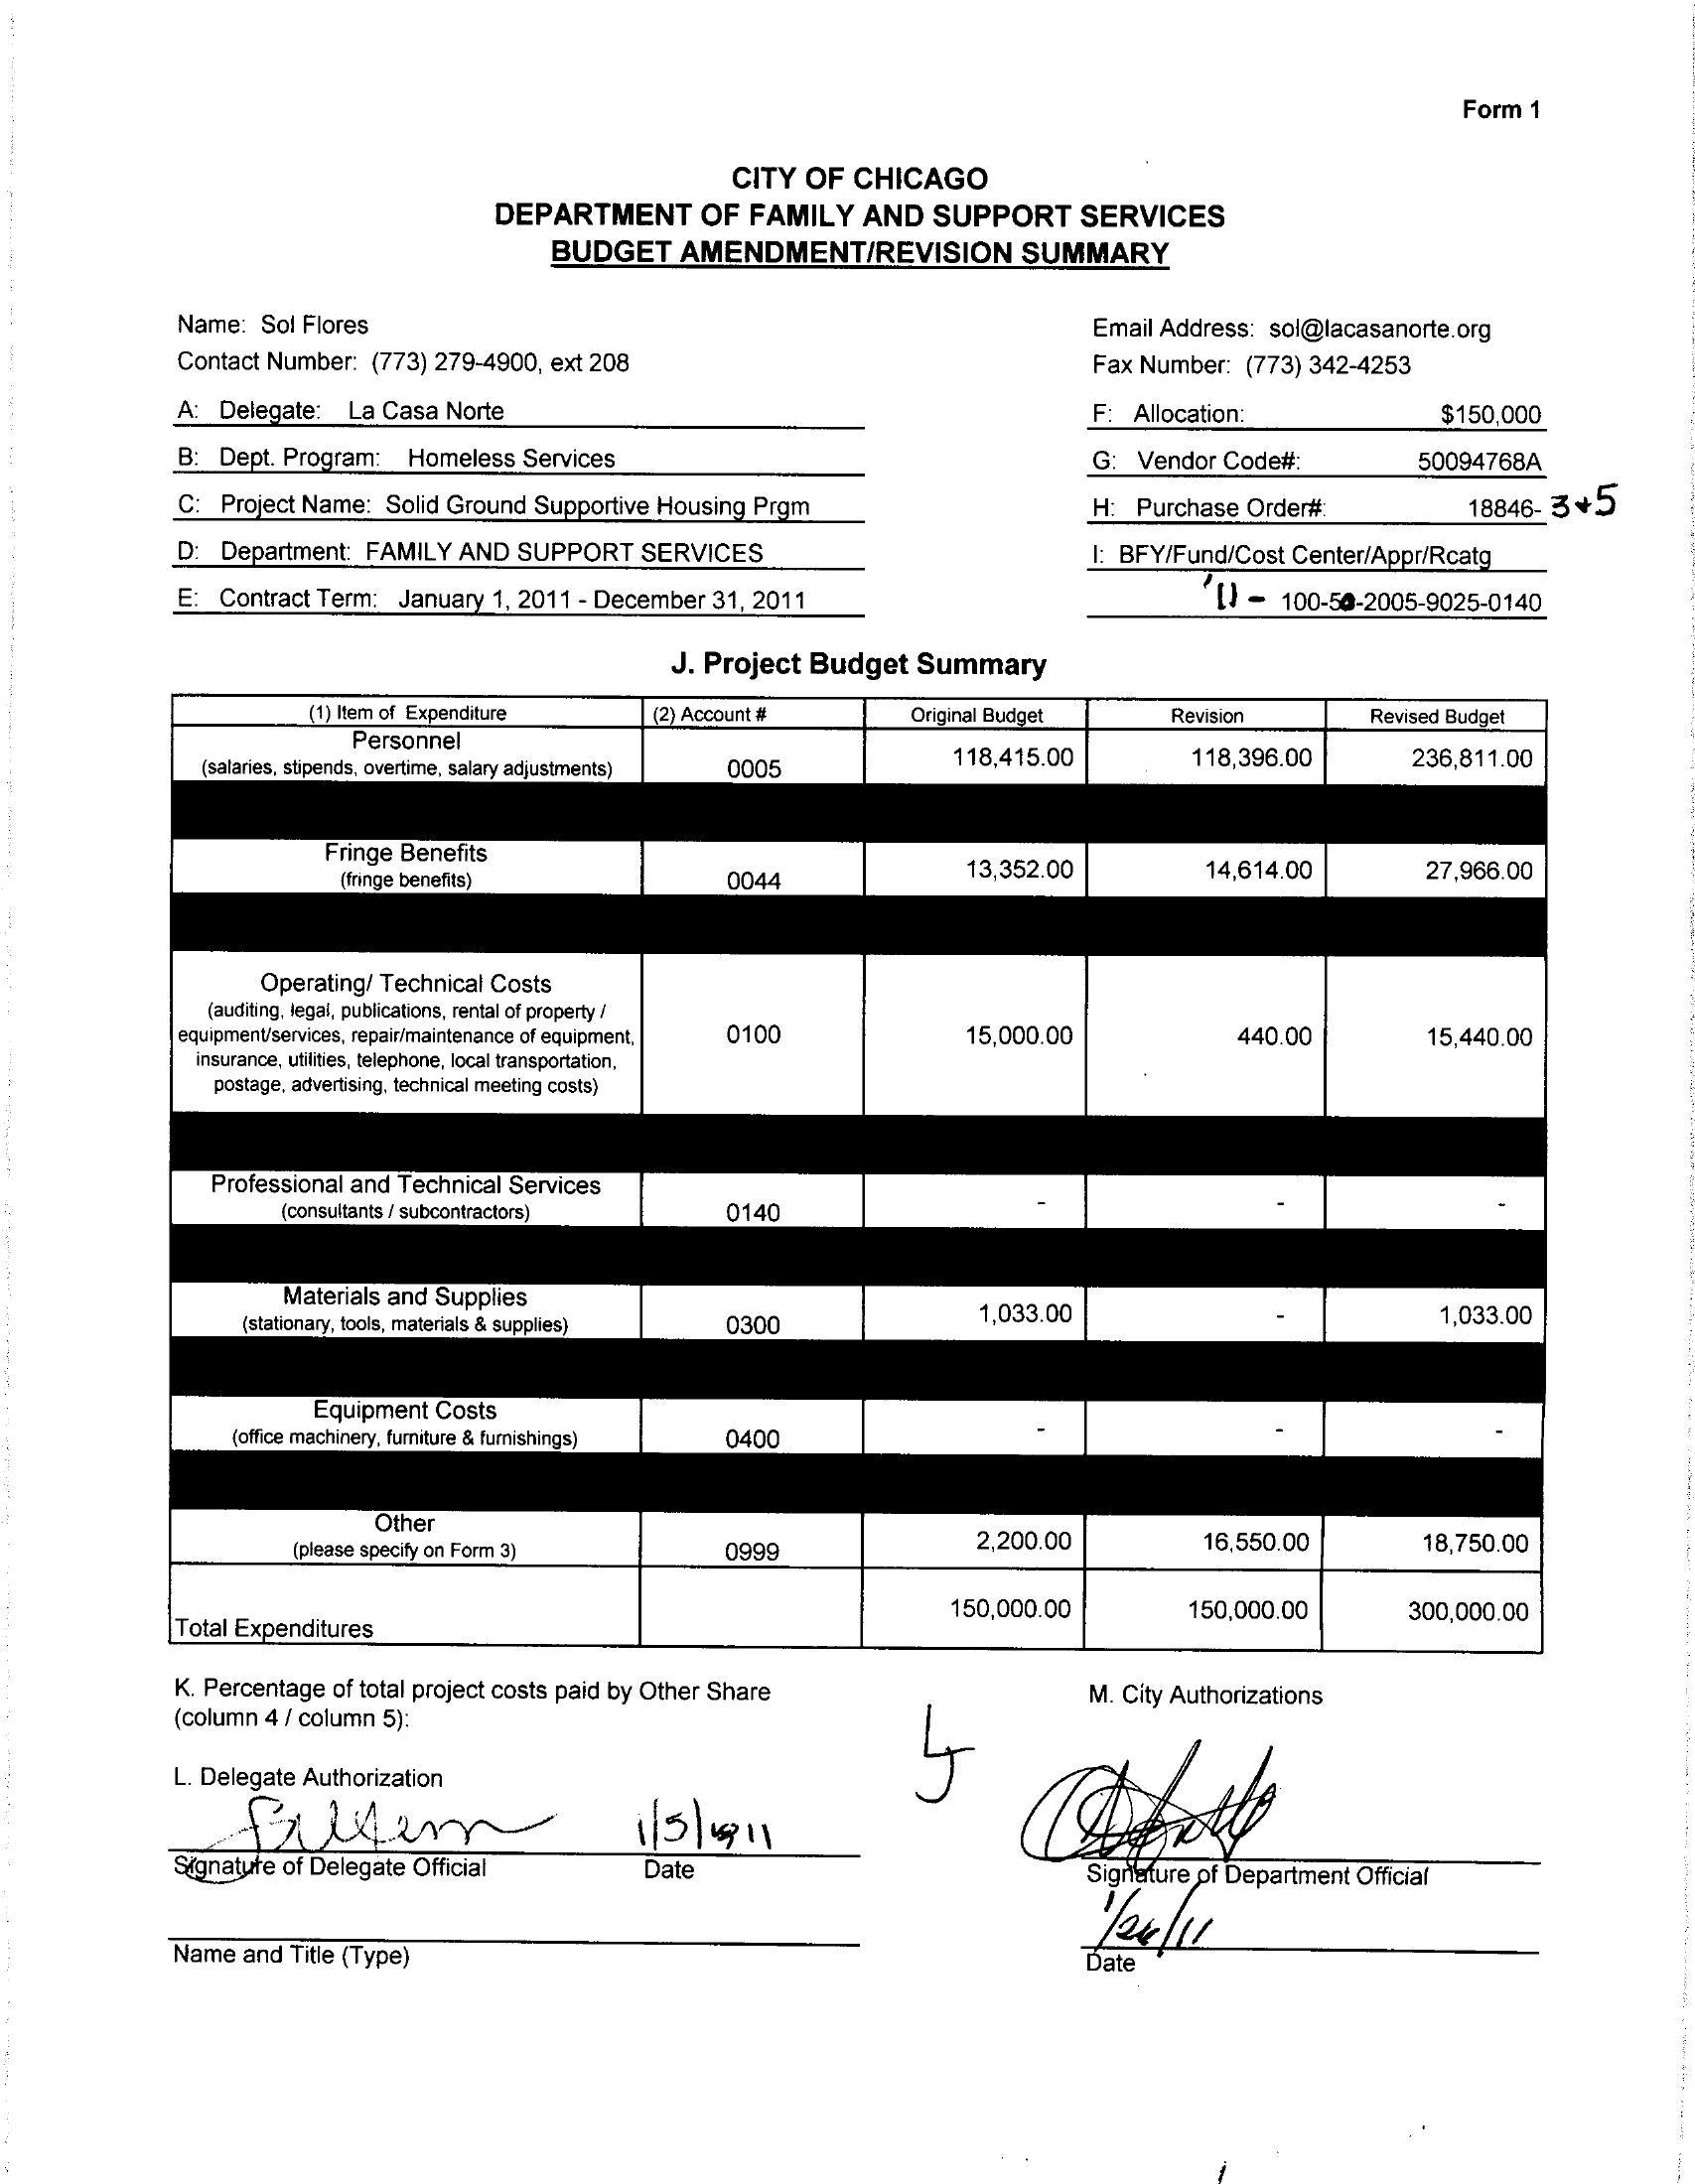 Form 1
CITY OF CHICAGO
DEPARTMENT OF FAMILY AND SUPPORT SERVICES
BUDGET AMENDMENT/REVISION SUMMARY
Name: Sol Flores
Email Address: sol@lacasanorte.org
Contact Number: (773) 279-4900, ext 208
Fax Number: (773) 342-4253
A: Delegate: La Casa Norte
F: Allocation: $150,000
B: Dept. Program: Homeless Services
G: Vendor Code#: 50094768A
C: Project Name: Solid Ground Supportive Housing Prgm
H: Purchase Order#: 18846- 3+5
D: Department: FAMILY AND SUPPORT SERVICES
I: BFY/Fund/Cost Center/Appr/Rcatg
E: Contract Term: January 1, 2011 - December 31, 2011
'11 - 100-50-2005-9025-0140
J. Project Budget Summary
(1) Item of Expenditure (2) Account # Original Budget Revision Revised Budget
Personnel
(salaries, stipends, overtime, salary adjustments) 0005 118,415.00 118,396.00 236,811.00
Fringe Benefits
(fringe benefits) 0044 13,352.00 14,614.00 27,966.00
Operating/ Technical Costs
(auditing, legal, publications, rental of property /
equipment/services, repair/maintenance of equipment, 0100 15,000.00 440.00 15,440.00
insurance, utilities, telephone, local transportation,
postage, advertising, technical meeting costs)
Professional and Technical Services
(consultants / subcontractors) 0140 - - -
Materials and Supplies
(stationary, tools, materials & supplies) 0300 1,033.00 - 1,033.00
Equipment Costs
(office machinery, furniture & furnishings) 0400 - - -
Other
(please specify on Form 3) 0999 2,200.00 16,550.00 18,750.00
Total Expenditures 150,000.00 150,000.00 300,000.00
K. Percentage of total project costs paid by Other Share
(column 4 / column 5):
M. City Authorizations
LJ
L. Delegate Authorization
1/5/11
Signature of Delegate Official Date
Signature of Department Official
Name and Title (Type)
Date